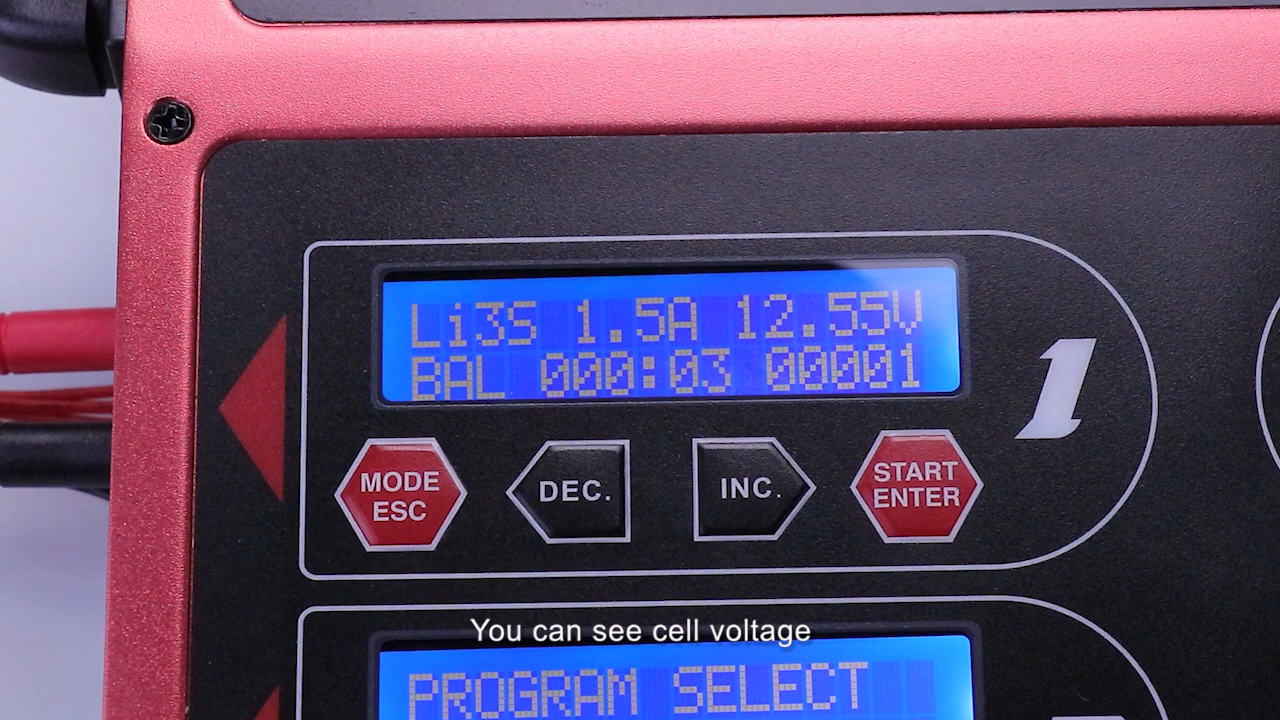 Li3S 1.5A 12.55V
BAL 000:03 00001
1
MODE
ESC
DEC.
INC.
START
ENTER
You can see cell voltage
PROGRAM SELECT